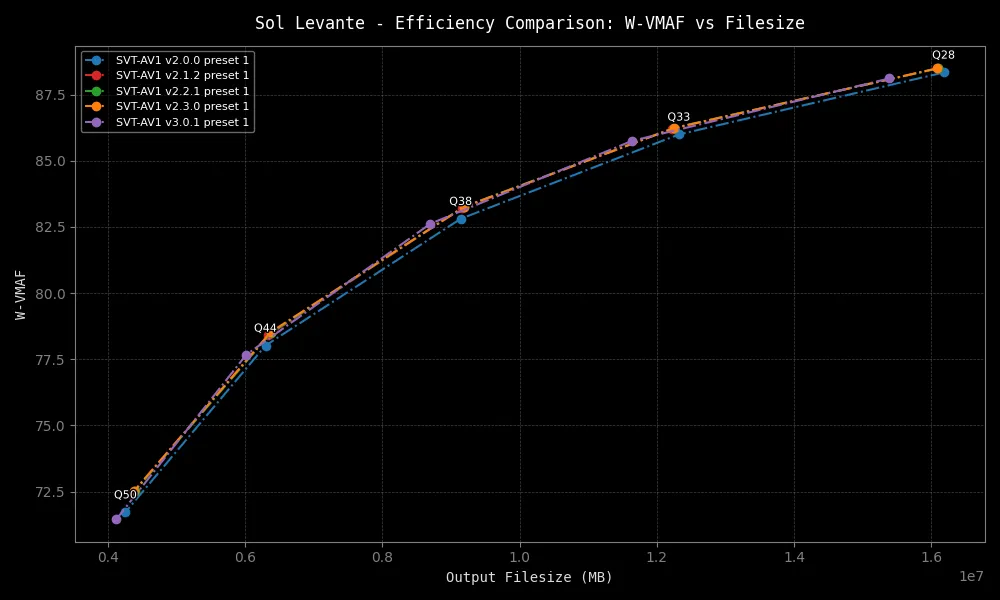 Sol Levante - Efficiency Comparison: W-VMAF vs Filesize
SVT-AV1 v2.0.0 preset 1
SVT-AV1 v2.1.2 preset 1
SVT-AV1 v2.2.1 preset 1
SVT-AV1 v2.3.0 preset 1
SVT-AV1 v3.0.1 preset 1
Q28
Q33
Q38
Q44
Q50
W-VMAF
87.5
85.0
82.5
80.0
77.5
75.0
72.5
0.4 0.6 0.8 1.0 1.2 1.4 1.6
1e7
Output Filesize (MB)